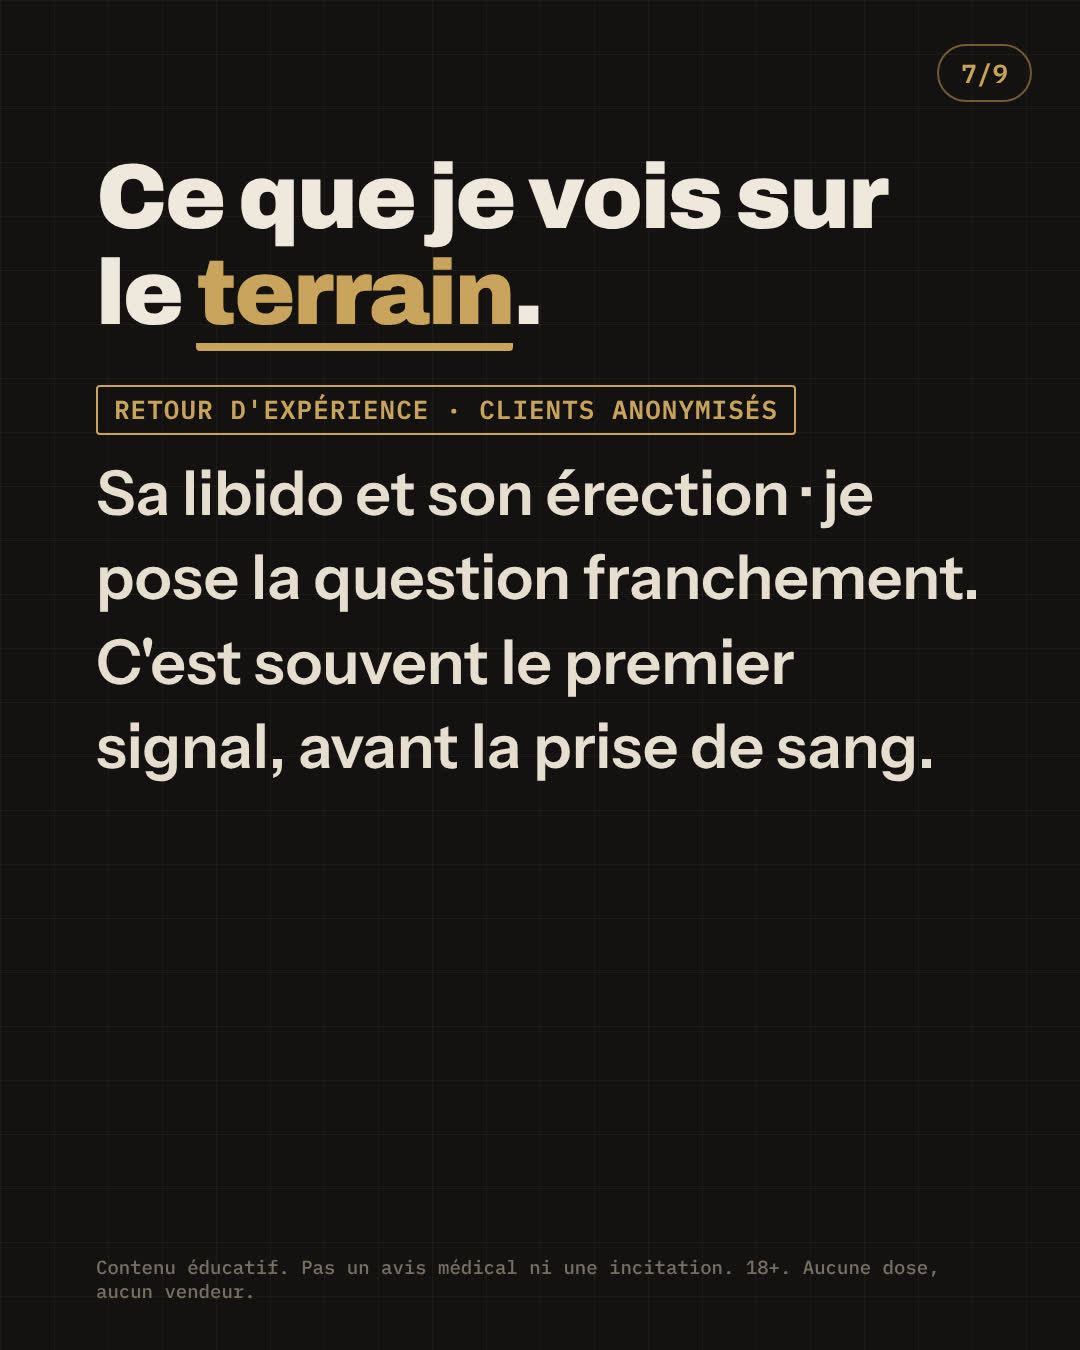 7/9
Ce que je vois sur
le terrain.
RETOUR D'EXPÉRIENCE · CLIENTS ANONYMISÉS
Sa libido et son érection · je
pose la question franchement.
C'est souvent le premier
signal, avant la prise de sang.
Contenu éducatif. Pas un avis médical ni une incitation. 18+. Aucune dose,
aucun vendeur.